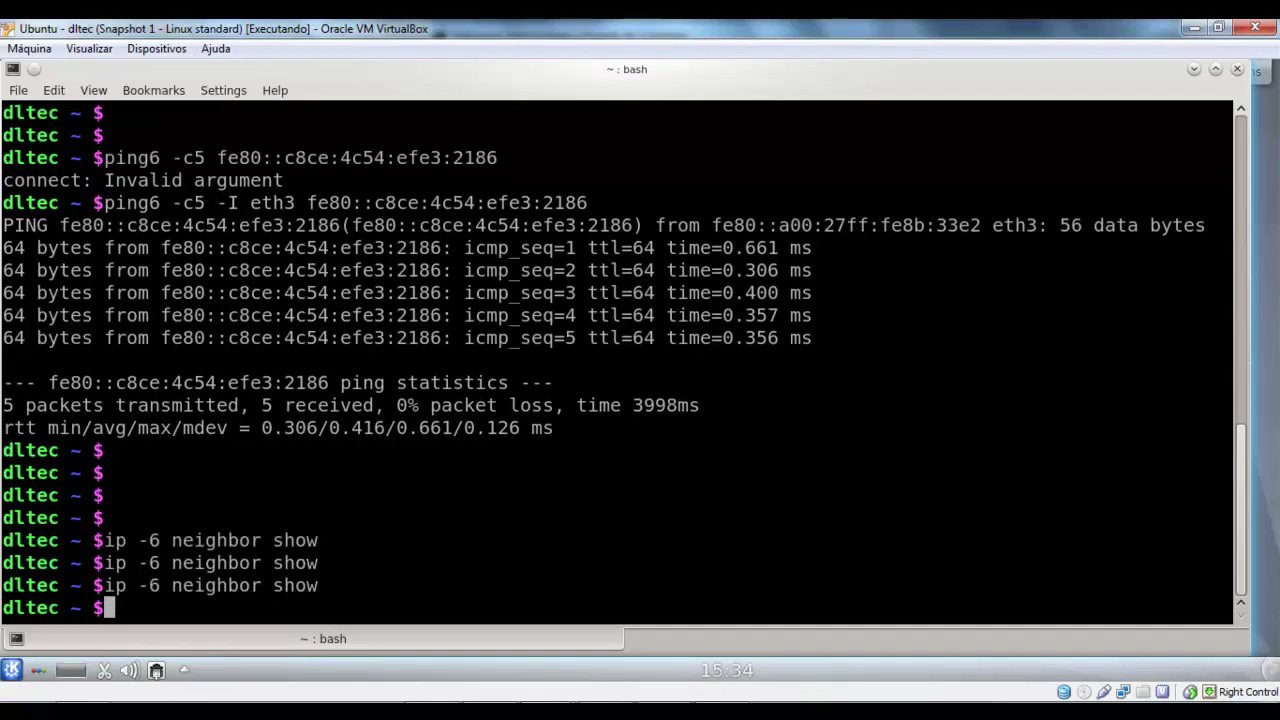 Ubuntu - dltec (Snapshot 1 - Linux standard) [Executando] - Oracle VM VirtualBox
Máquina Visualizar Dispositivos Ajuda
~ : bash
File Edit View Bookmarks Settings Help
dltec ~ $
dltec ~ $
dltec ~ $ping6 -c5 fe80::c8ce:4c54:efe3:2186
connect: Invalid argument
dltec ~ $ping6 -c5 -I eth3 fe80::c8ce:4c54:efe3:2186
PING fe80::c8ce:4c54:efe3:2186(fe80::c8ce:4c54:efe3:2186) from fe80::a00:27ff:fe8b:33e2 eth3: 56 data bytes
64 bytes from fe80::c8ce:4c54:efe3:2186: icmp_seq=1 ttl=64 time=0.661 ms
64 bytes from fe80::c8ce:4c54:efe3:2186: icmp_seq=2 ttl=64 time=0.306 ms
64 bytes from fe80::c8ce:4c54:efe3:2186: icmp_seq=3 ttl=64 time=0.400 ms
64 bytes from fe80::c8ce:4c54:efe3:2186: icmp_seq=4 ttl=64 time=0.357 ms
64 bytes from fe80::c8ce:4c54:efe3:2186: icmp_seq=5 ttl=64 time=0.356 ms
--- fe80::c8ce:4c54:efe3:2186 ping statistics ---
5 packets transmitted, 5 received, 0% packet loss, time 3998ms
rtt min/avg/max/mdev = 0.306/0.416/0.661/0.126 ms
dltec ~ $
dltec ~ $
dltec ~ $
dltec ~ $
dltec ~ $ip -6 neighbor show
dltec ~ $ip -6 neighbor show
dltec ~ $ip -6 neighbor show
dltec ~ $
~ : bash
15:34
Right Control